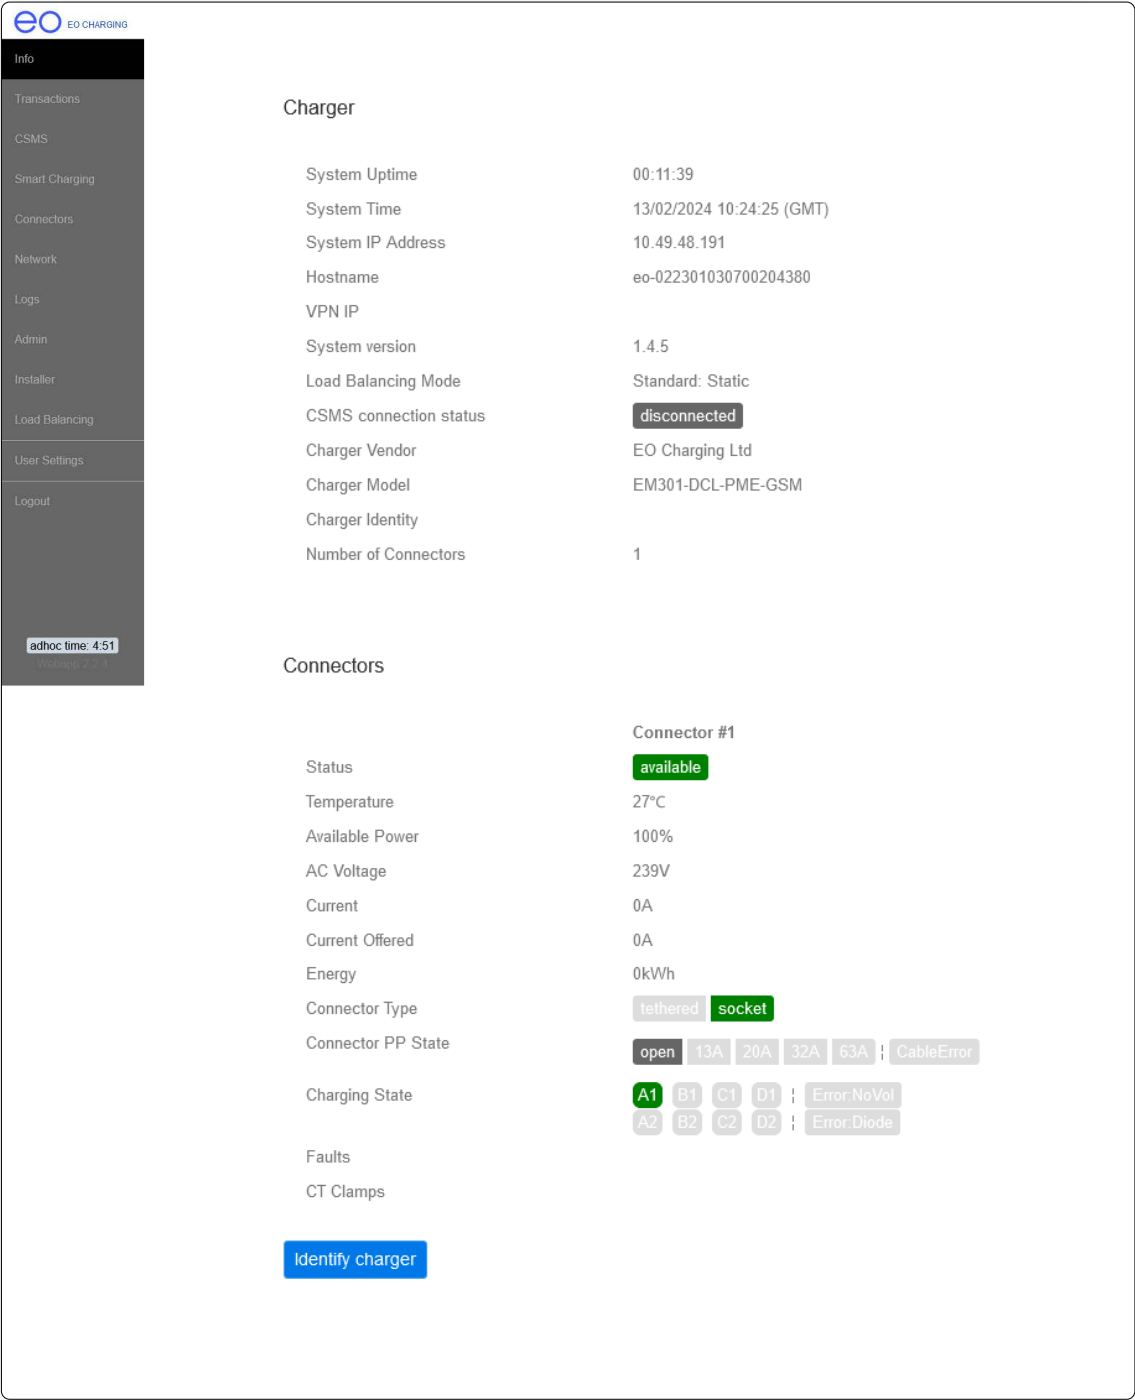 eo EO CHARGING
Info
Transactions
CSMS
Smart Charging
Connectors
Network
Logs
Admin
Installer
Load Balancing
User Settings
Logout
adhoc time: 4:51
Webapp 2.2.4
Charger
System Uptime 00:11:39
System Time 13/02/2024 10:24:25 (GMT)
System IP Address 10.49.48.191
Hostname eo-022301030700204380
VPN IP
System version 1.4.5
Load Balancing Mode Standard: Static
CSMS connection status disconnected
Charger Vendor EO Charging Ltd
Charger Model EM301-DCL-PME-GSM
Charger Identity
Number of Connectors 1
Connectors
Connector #1
Status available
Temperature 27°C
Available Power 100%
AC Voltage 239V
Current 0A
Current Offered 0A
Energy 0kWh
Connector Type tethered socket
Connector PP State open 13A 20A 32A 63A ¦ CableError
Charging State A1 B1 C1 D1 ¦ Error:NoVol
A2 B2 C2 D2 ¦ Error:Diode
Faults
CT Clamps
Identify charger